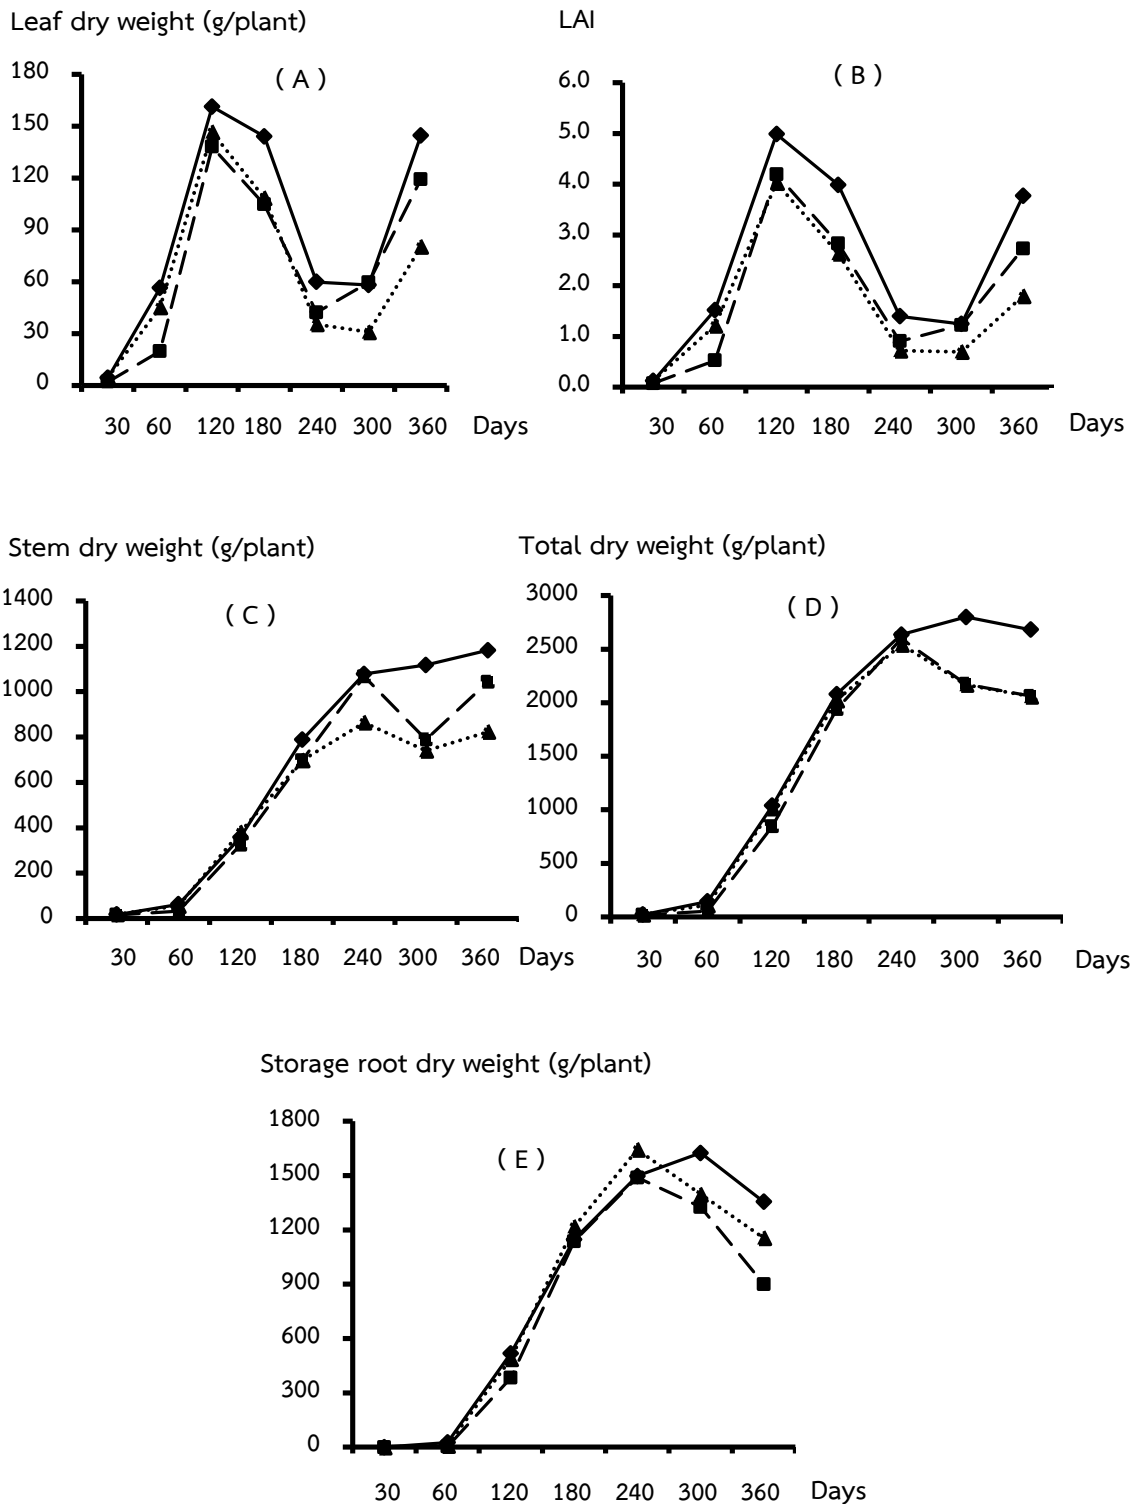 Leaf dry weight (g/plant)
( A )
180
150
120
90
60
30
0
30 60 120 180 240 300 360 Days
LAI
( B )
6.0
5.0
4.0
3.0
2.0
1.0
0.0
30 60 120 180 240 300 360 Days
Stem dry weight (g/plant)
( C )
1400
1200
1000
800
600
400
200
0
30 60 120 180 240 300 360 Days
Total dry weight (g/plant)
( D )
3000
2500
2000
1500
1000
500
0
30 60 120 180 240 300 360 Days
Storage root dry weight (g/plant)
( E )
1800
1500
1200
900
600
300
0
30 60 120 180 240 300 360 Days